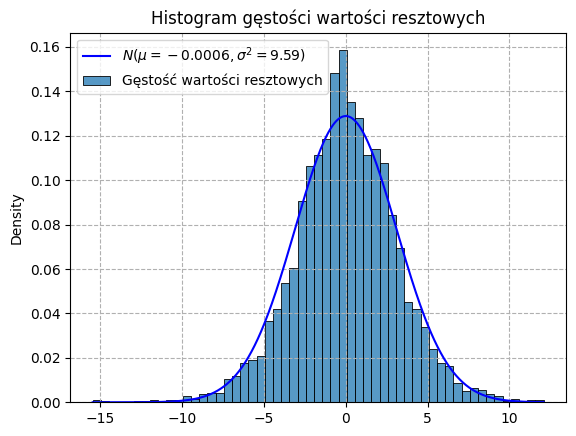 Histogram gęstości wartości resztowych
N(μ = −0.0006, σ² = 9.59)
Gęstość wartości resztowych
Density
0.16
0.14
0.12
0.10
0.08
0.06
0.04
0.02
0.00
−15 −10 −5 0 5 10